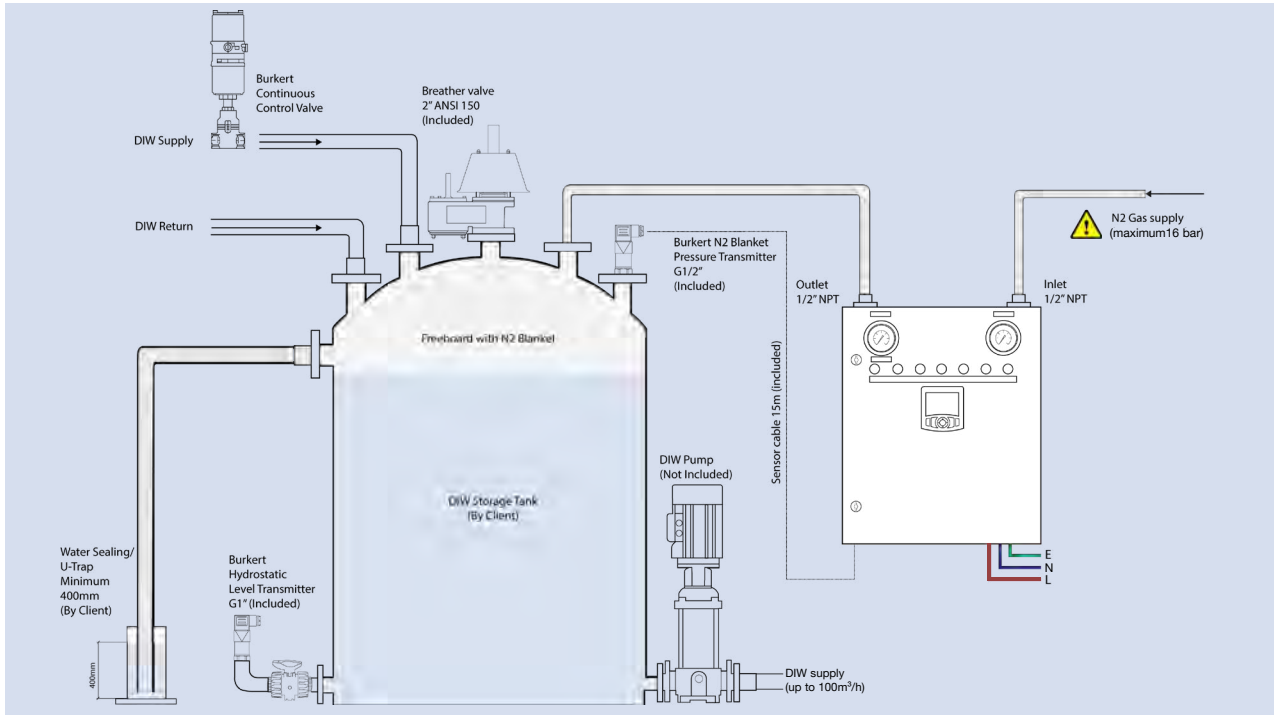 Burkert
Continuous
Control Valve
DIW Supply
Breather valve
2" ANSI 150
(Included)
DIW Return
Burkert N2 Blanket
Pressure Transmitter
G1/2"
(Included)
N2 Gas supply
(maximum16 bar)
Outlet
1/2" NPT
Inlet
1/2" NPT
Freeboard with N2 Blanket
Sensor cable 15m (included)
DIW Storage Tank
(By Client)
DIW Pump
(Not Included)
Water Sealing/
U-Trap
Minimum
400mm
(By Client)
400mm
Burkert
Hydrostatic
Level Transmitter
G1" (Included)
E
N
L
DIW supply
(up to 100m³/h)